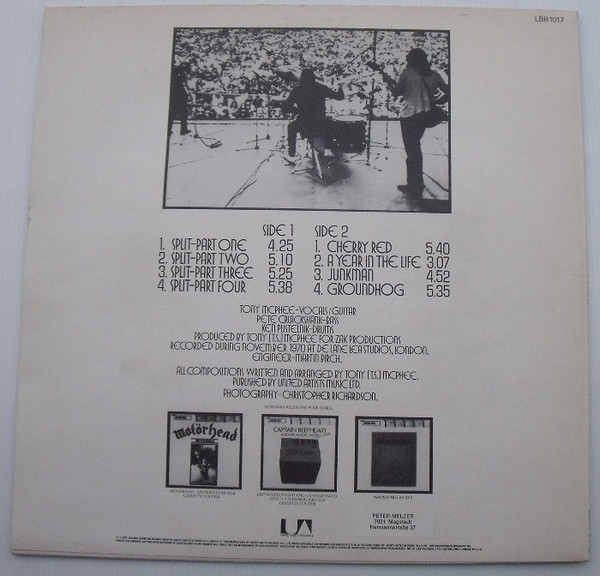 LBR 1017
SIDE 1
1. SPLIT-PART ONE 4.25
2. SPLIT-PART TWO 5.10
3. SPLIT-PART THREE 5.25
4. SPLIT-PART FOUR 5.38
SIDE 2
1. CHERRY RED 5.40
2. A YEAR IN THE LIFE 3.07
3. JUNKMAN 4.52
4. GROUNDHOG 5.35
TONY MCPHEE-VOCALS/GUITAR
PETE CRUICKSHANK-BASS
KEN PUSTELNIK-DRUMS
PRODUCED BY TONY (T.S.) MCPHEE FOR ZAK PRODUCTIONS
RECORDED DURING NOVEMBER 1970 AT DE LANE LEA STUDIOS, LONDON.
ENGINEER-MARTIN BIRCH.
ALL COMPOSITIONS WRITTEN AND ARRANGED BY TONY (T.S.) MCPHEE.
PUBLISHED BY UNITED ARTISTS MUSIC LTD.
PHOTOGRAPHY-CHRISTOPHER RICHARDSON.
Motörhead
CAPTAIN BEEFHEART
UA
PETER MELZER
7031 Magstadt
Hermannstraße 37